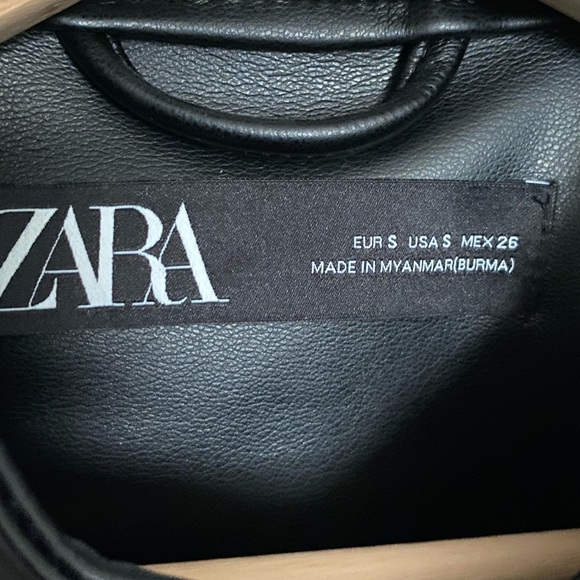 ZARA
EUR S USA S MEX 26
MADE IN MYANMAR(BURMA)